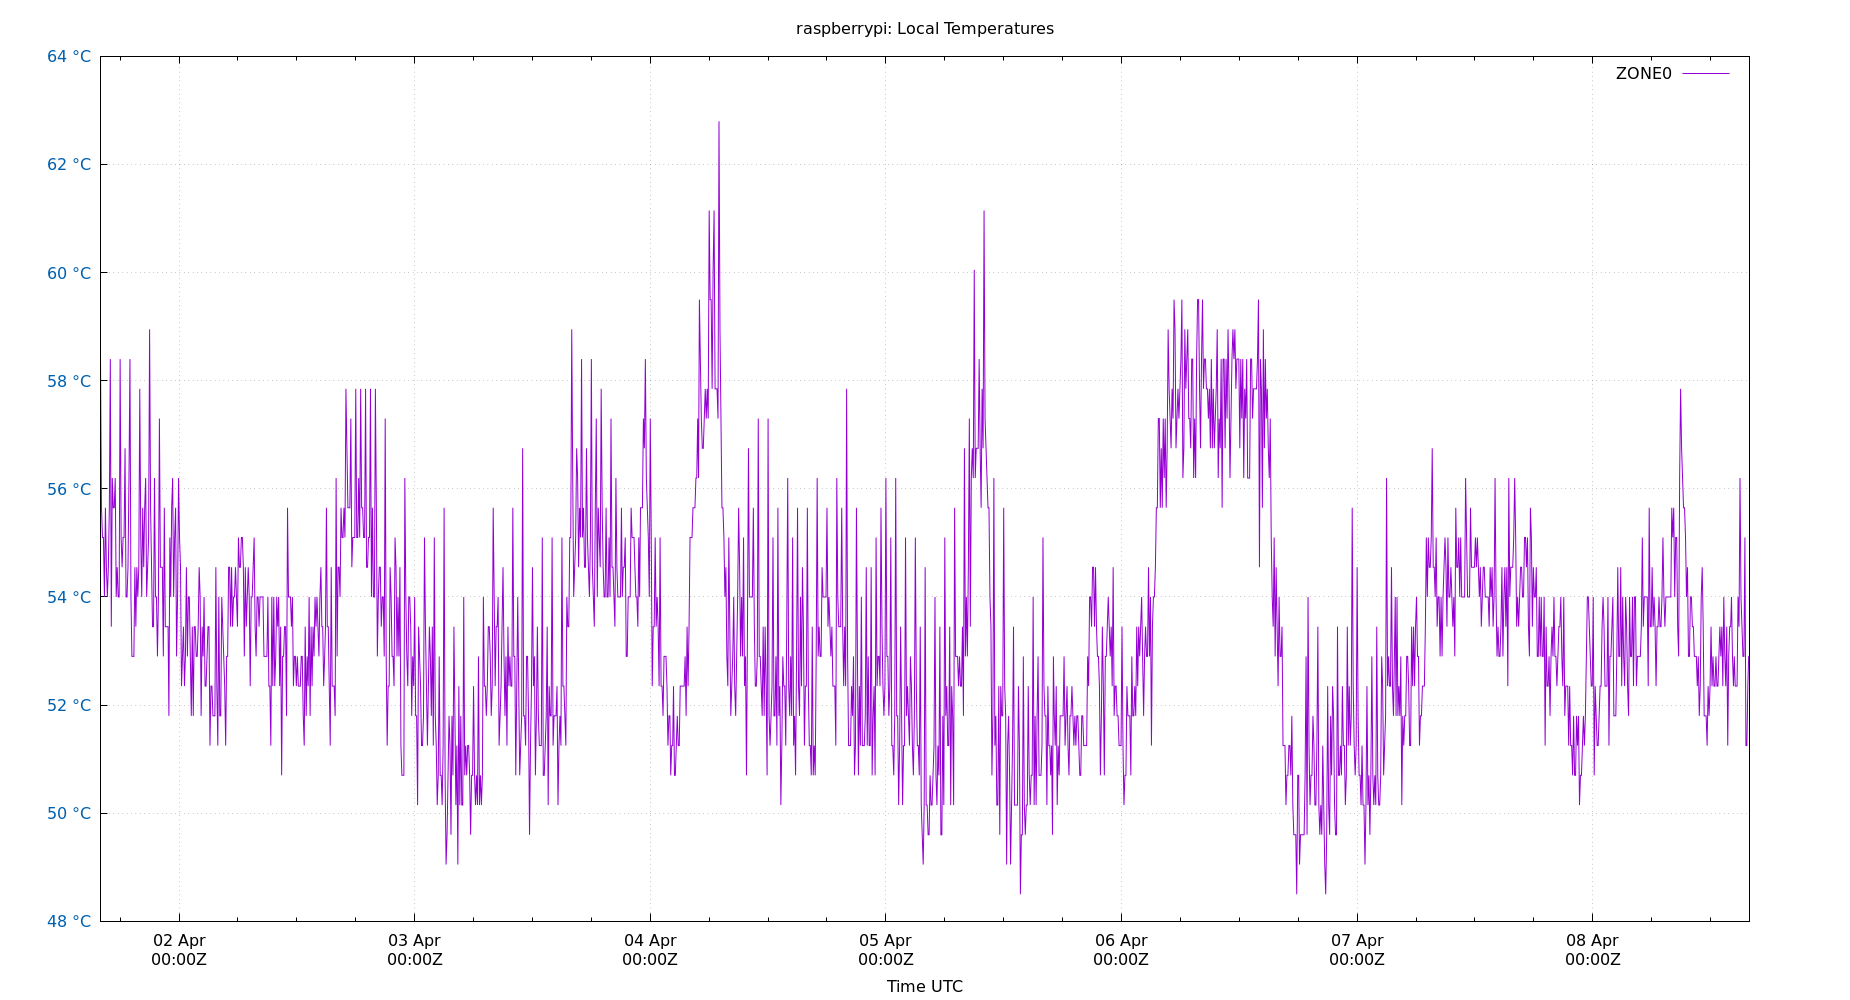 raspberrypi: Local Temperatures
64 °C
ZONE0
62 °C
60 °C
58 °C
56 °C
54 °C
52 °C
50 °C
48 °C
02 Apr 03 Apr 04 Apr 05 Apr 06 Apr 07 Apr 08 Apr
00:00Z 00:00Z 00:00Z 00:00Z 00:00Z 00:00Z 00:00Z
Time UTC